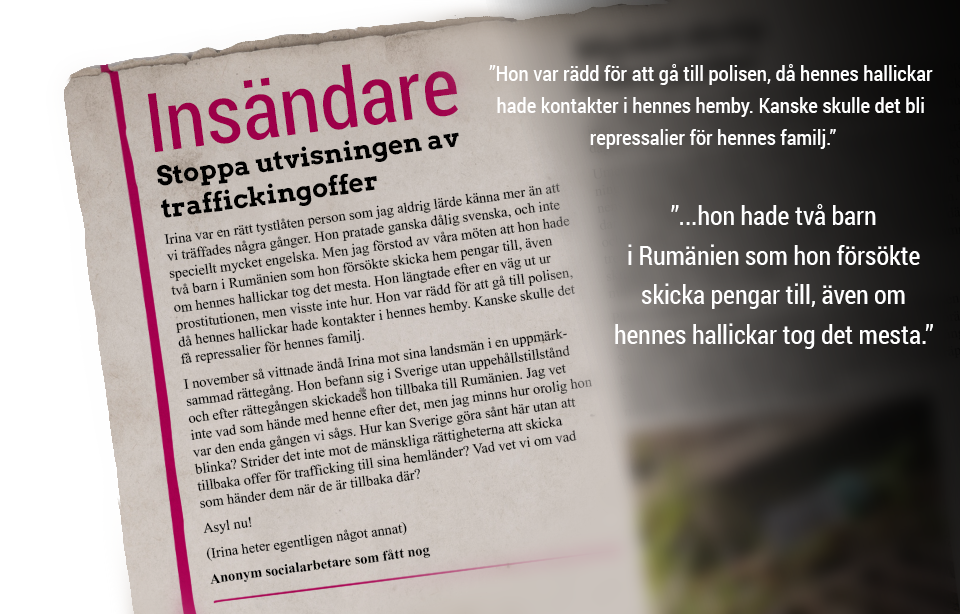 Insändare
Stoppa utvisningen av
traffickingoffer
Irina var en rätt tystlåten person som jag aldrig lärde känna mer än att
vi träffades några gånger. Hon pratade ganska dålig svenska, och inte
speciellt mycket engelska. Men jag förstod av våra möten att hon hade
två barn i Rumänien som hon försökte skicka hem pengar till, även
om hennes hallickar tog det mesta. Hon längtade efter en väg ut ur
prostitutionen, men visste inte hur. Hon var rädd för att gå till polisen,
då hennes hallickar hade kontakter i hennes hemby. Kanske skulle det
få repressalier för hennes familj.
I november så vittnade ändå Irina mot sina landsmän i en uppmärk-
sammad rättegång. Hon befann sig i Sverige utan uppehållstillstånd
och efter rättegången skickades hon tillbaka till Rumänien. Jag vet
inte vad som hände med henne efter det, men jag minns hur orolig hon
var den enda gången vi sågs. Hur kan Sverige göra sånt här utan att
blinka? Strider det inte mot de mänskliga rättigheterna att skicka
tillbaka offer för trafficking till sina hemländer? Vad vet vi om vad
som händer dem när de är tillbaka där?
Asyl nu!
(Irina heter egentligen något annat)
Anonym socialarbetare som fått nog
”Hon var rädd för att gå till polisen, då hennes hallickar
hade kontakter i hennes hemby. Kanske skulle det bli
repressalier för hennes familj.”
”...hon hade två barn
i Rumänien som hon försökte
skicka pengar till, även om
hennes hallickar tog det mesta.”